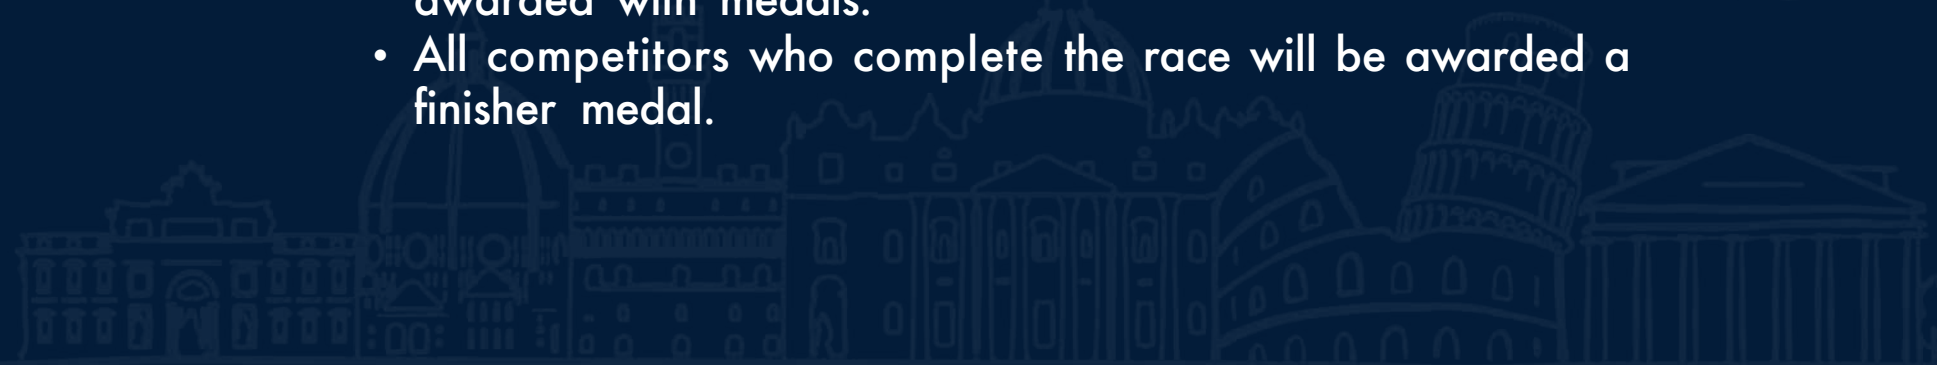 awarded with medals.
• All competitors who complete the race will be awarded a
finisher medal.